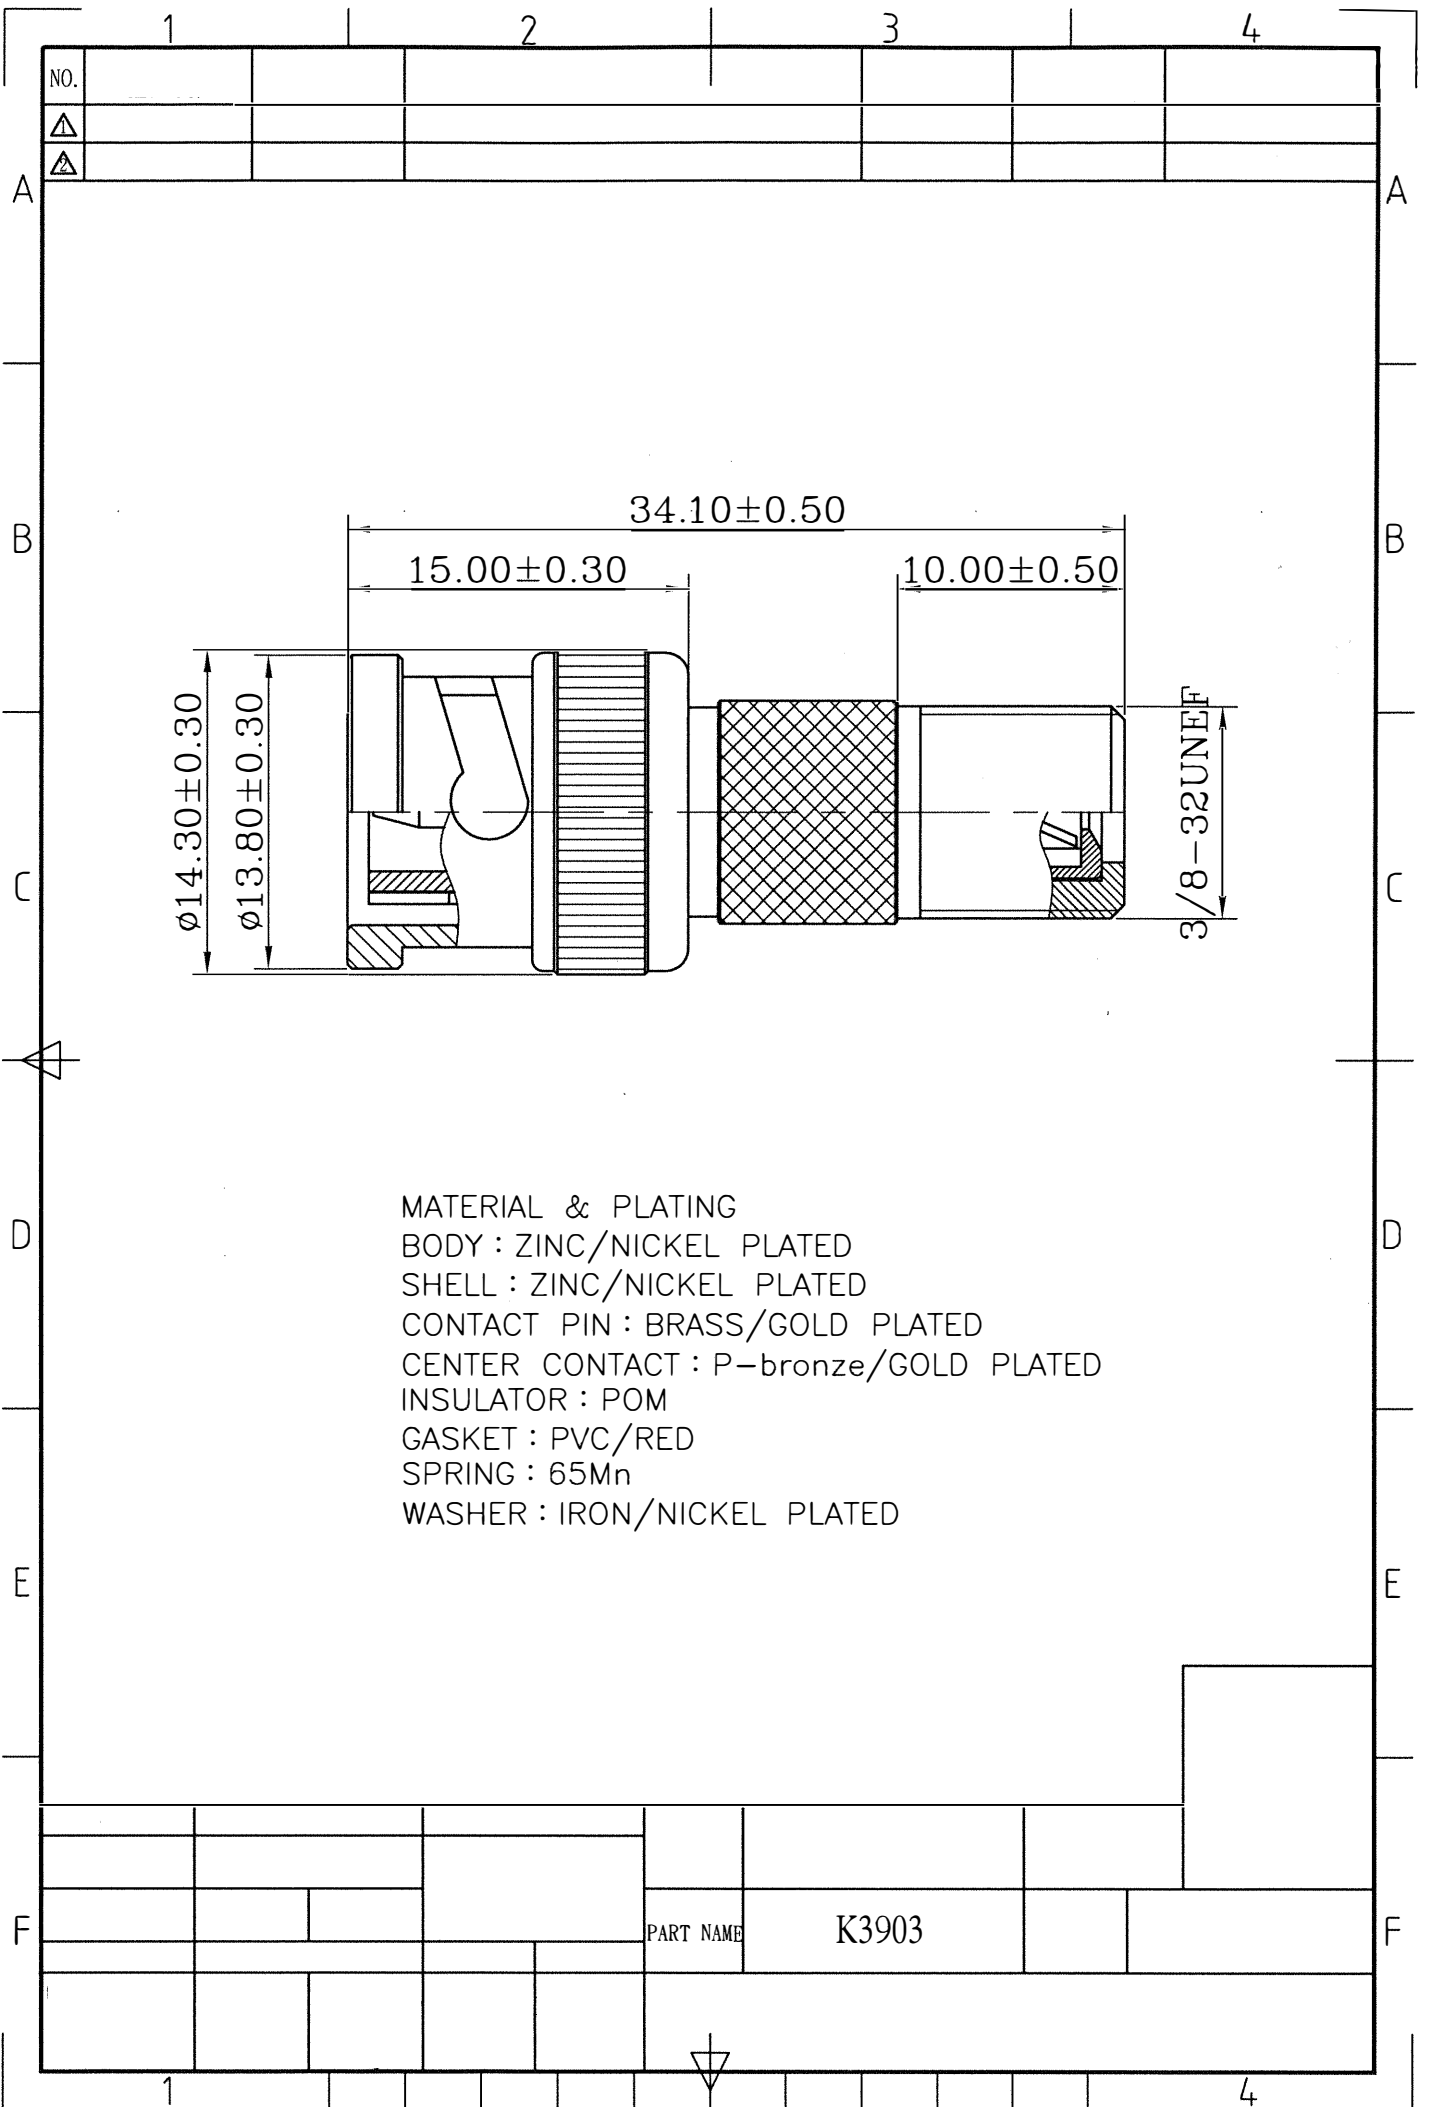 1 2 3 4
NO.
1
2
A A
34.10±0.50
B B
15.00±0.30 10.00±0.50
ø14.30±0.30
ø13.80±0.30
3/8-32UNEF
C C
MATERIAL & PLATING
D D
BODY：ZINC/NICKEL PLATED
SHELL：ZINC/NICKEL PLATED
CONTACT PIN：BRASS/GOLD PLATED
CENTER CONTACT：P-bronze/GOLD PLATED
INSULATOR：POM
GASKET：PVC/RED
SPRING：65Mn
WASHER：IRON/NICKEL PLATED
E E
F F
PART NAME K3903
1 4